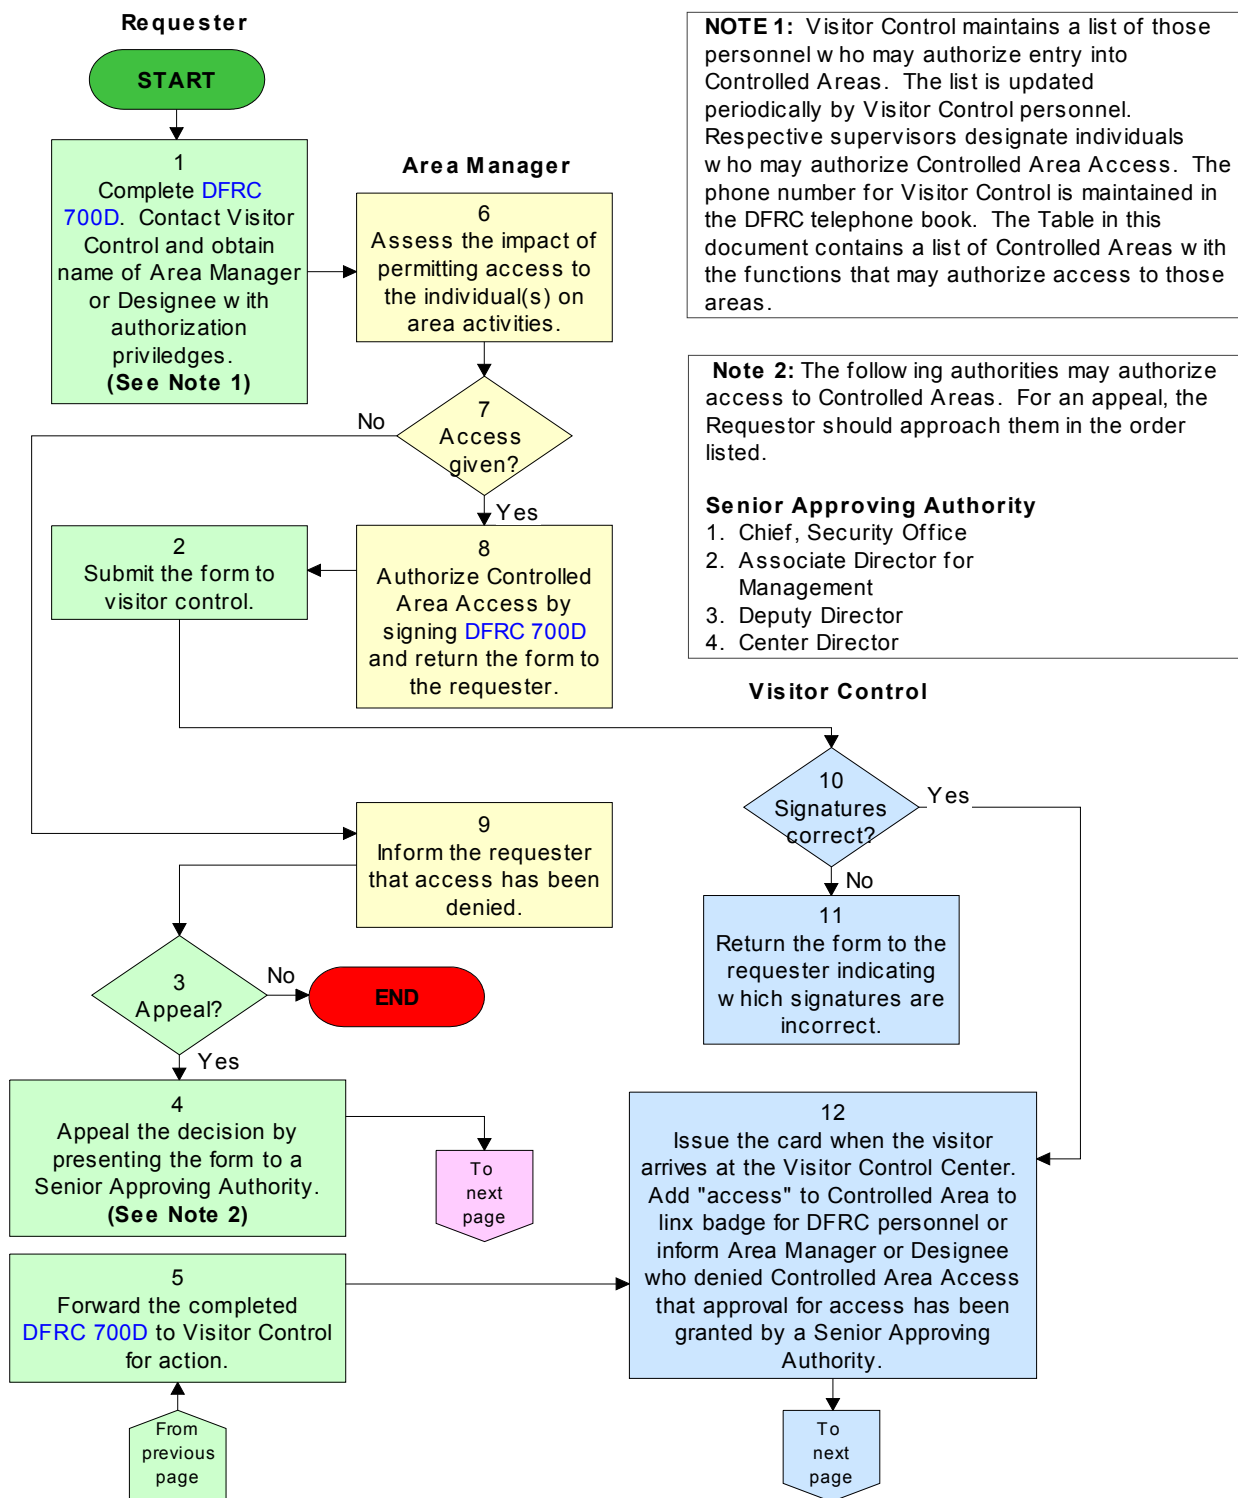 Requester
START
1
Complete DFRC
700D. Contact Visitor
Control and obtain
name of Area Manager
or Designee with
authorization
priviledges.
(See Note 1)
Area Manager
6
Assess the impact of
permitting access to
the individual(s) on
area activities.
7
Access
given?
No
Yes
2
Submit the form to
visitor control.
8
Authorize Controlled
Area Access by
signing DFRC 700D
and return the form to
the requester.
NOTE 1: Visitor Control maintains a list of those
personnel who may authorize entry into
Controlled Areas. The list is updated
periodically by Visitor Control personnel.
Respective supervisors designate individuals
who may authorize Controlled Area Access. The
phone number for Visitor Control is maintained in
the DFRC telephone book. The Table in this
document contains a list of Controlled Areas with
the functions that may authorize access to those
areas.
Note 2: The following authorities may authorize
access to Controlled Areas. For an appeal, the
Requestor should approach them in the order
listed.
Senior Approving Authority
1. Chief, Security Office
2. Associate Director for
Management
3. Deputy Director
4. Center Director
Visitor Control
10
Signatures
correct?
Yes
No
9
Inform the requester
that access has been
denied.
11
Return the form to the
requester indicating
which signatures are
incorrect.
3
Appeal?
No
END
Yes
4
Appeal the decision by
presenting the form to a
Senior Approving Authority.
(See Note 2)
To
next
page
12
Issue the card when the visitor
arrives at the Visitor Control Center.
Add "access" to Controlled Area to
linx badge for DFRC personnel or
inform Area Manager or Designee
who denied Controlled Area Access
that approval for access has been
granted by a Senior Approving
Authority.
5
Forward the completed
DFRC 700D to Visitor Control
for action.
From
previous
page
To
next
page